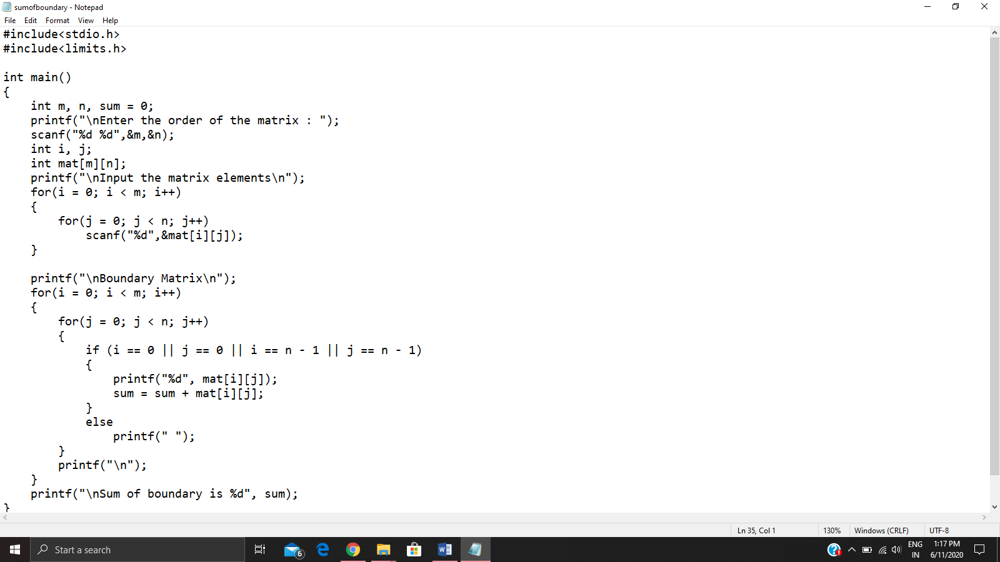 sumofboundary - Notepad
File Edit Format View Help
#include<stdio.h>
#include<limits.h>

int main()
{
    int m, n, sum = 0;
    printf("\nEnter the order of the matrix : ");
    scanf("%d %d",&m,&n);
    int i, j;
    int mat[m][n];
    printf("\nInput the matrix elements\n");
    for(i = 0; i < m; i++)
    {
        for(j = 0; j < n; j++)
            scanf("%d",&mat[i][j]);
    }

    printf("\nBoundary Matrix\n");
    for(i = 0; i < m; i++)
    {
        for(j = 0; j < n; j++)
        {
            if (i == 0 || j == 0 || i == n - 1 || j == n - 1)
            {
                printf("%d", mat[i][j]);
                sum = sum + mat[i][j];
            }
            else
                printf(" ");
        }
        printf("\n");
    }
    printf("\nSum of boundary is %d", sum);
}
Ln 35, Col 1 130% Windows (CRLF) UTF-8
Start a search 6 W ENG 1:17 PM
IN 6/11/2020